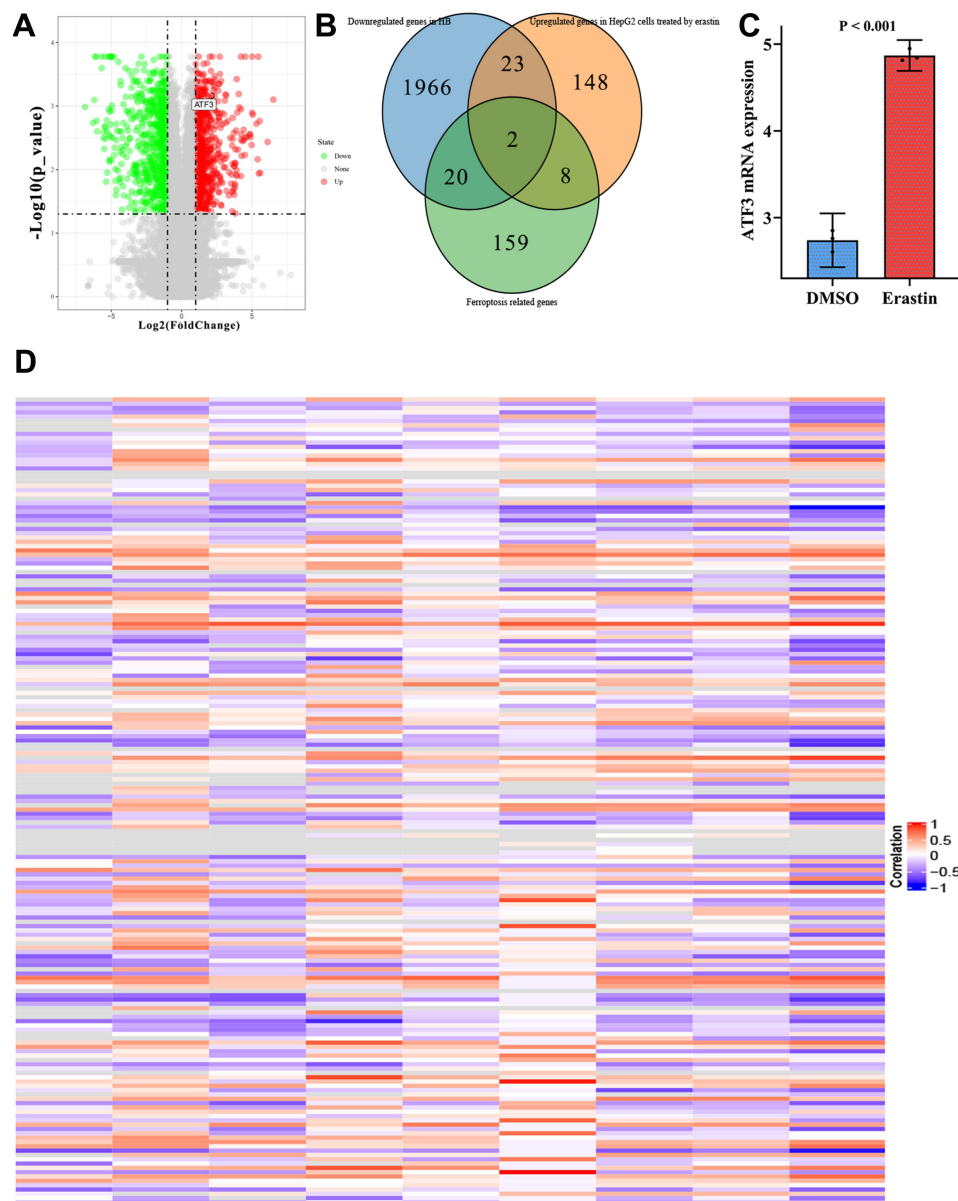 A
4
3
2
1
0
-Log10(p_value)
ATF3
State
Down
None
Up
−5
0
5
Log2(FoldChange)
B
Downregulated genes in HB
Upregulated genes in HepG2 cells treated by erastin
1966
23
148
2
20
8
159
Ferroptosis related genes
C
P < 0.001
ATF3 mRNA expression
5
4
3
DMSO
Erastin
D
Correlation
1
0.5
0
−0.5
−1